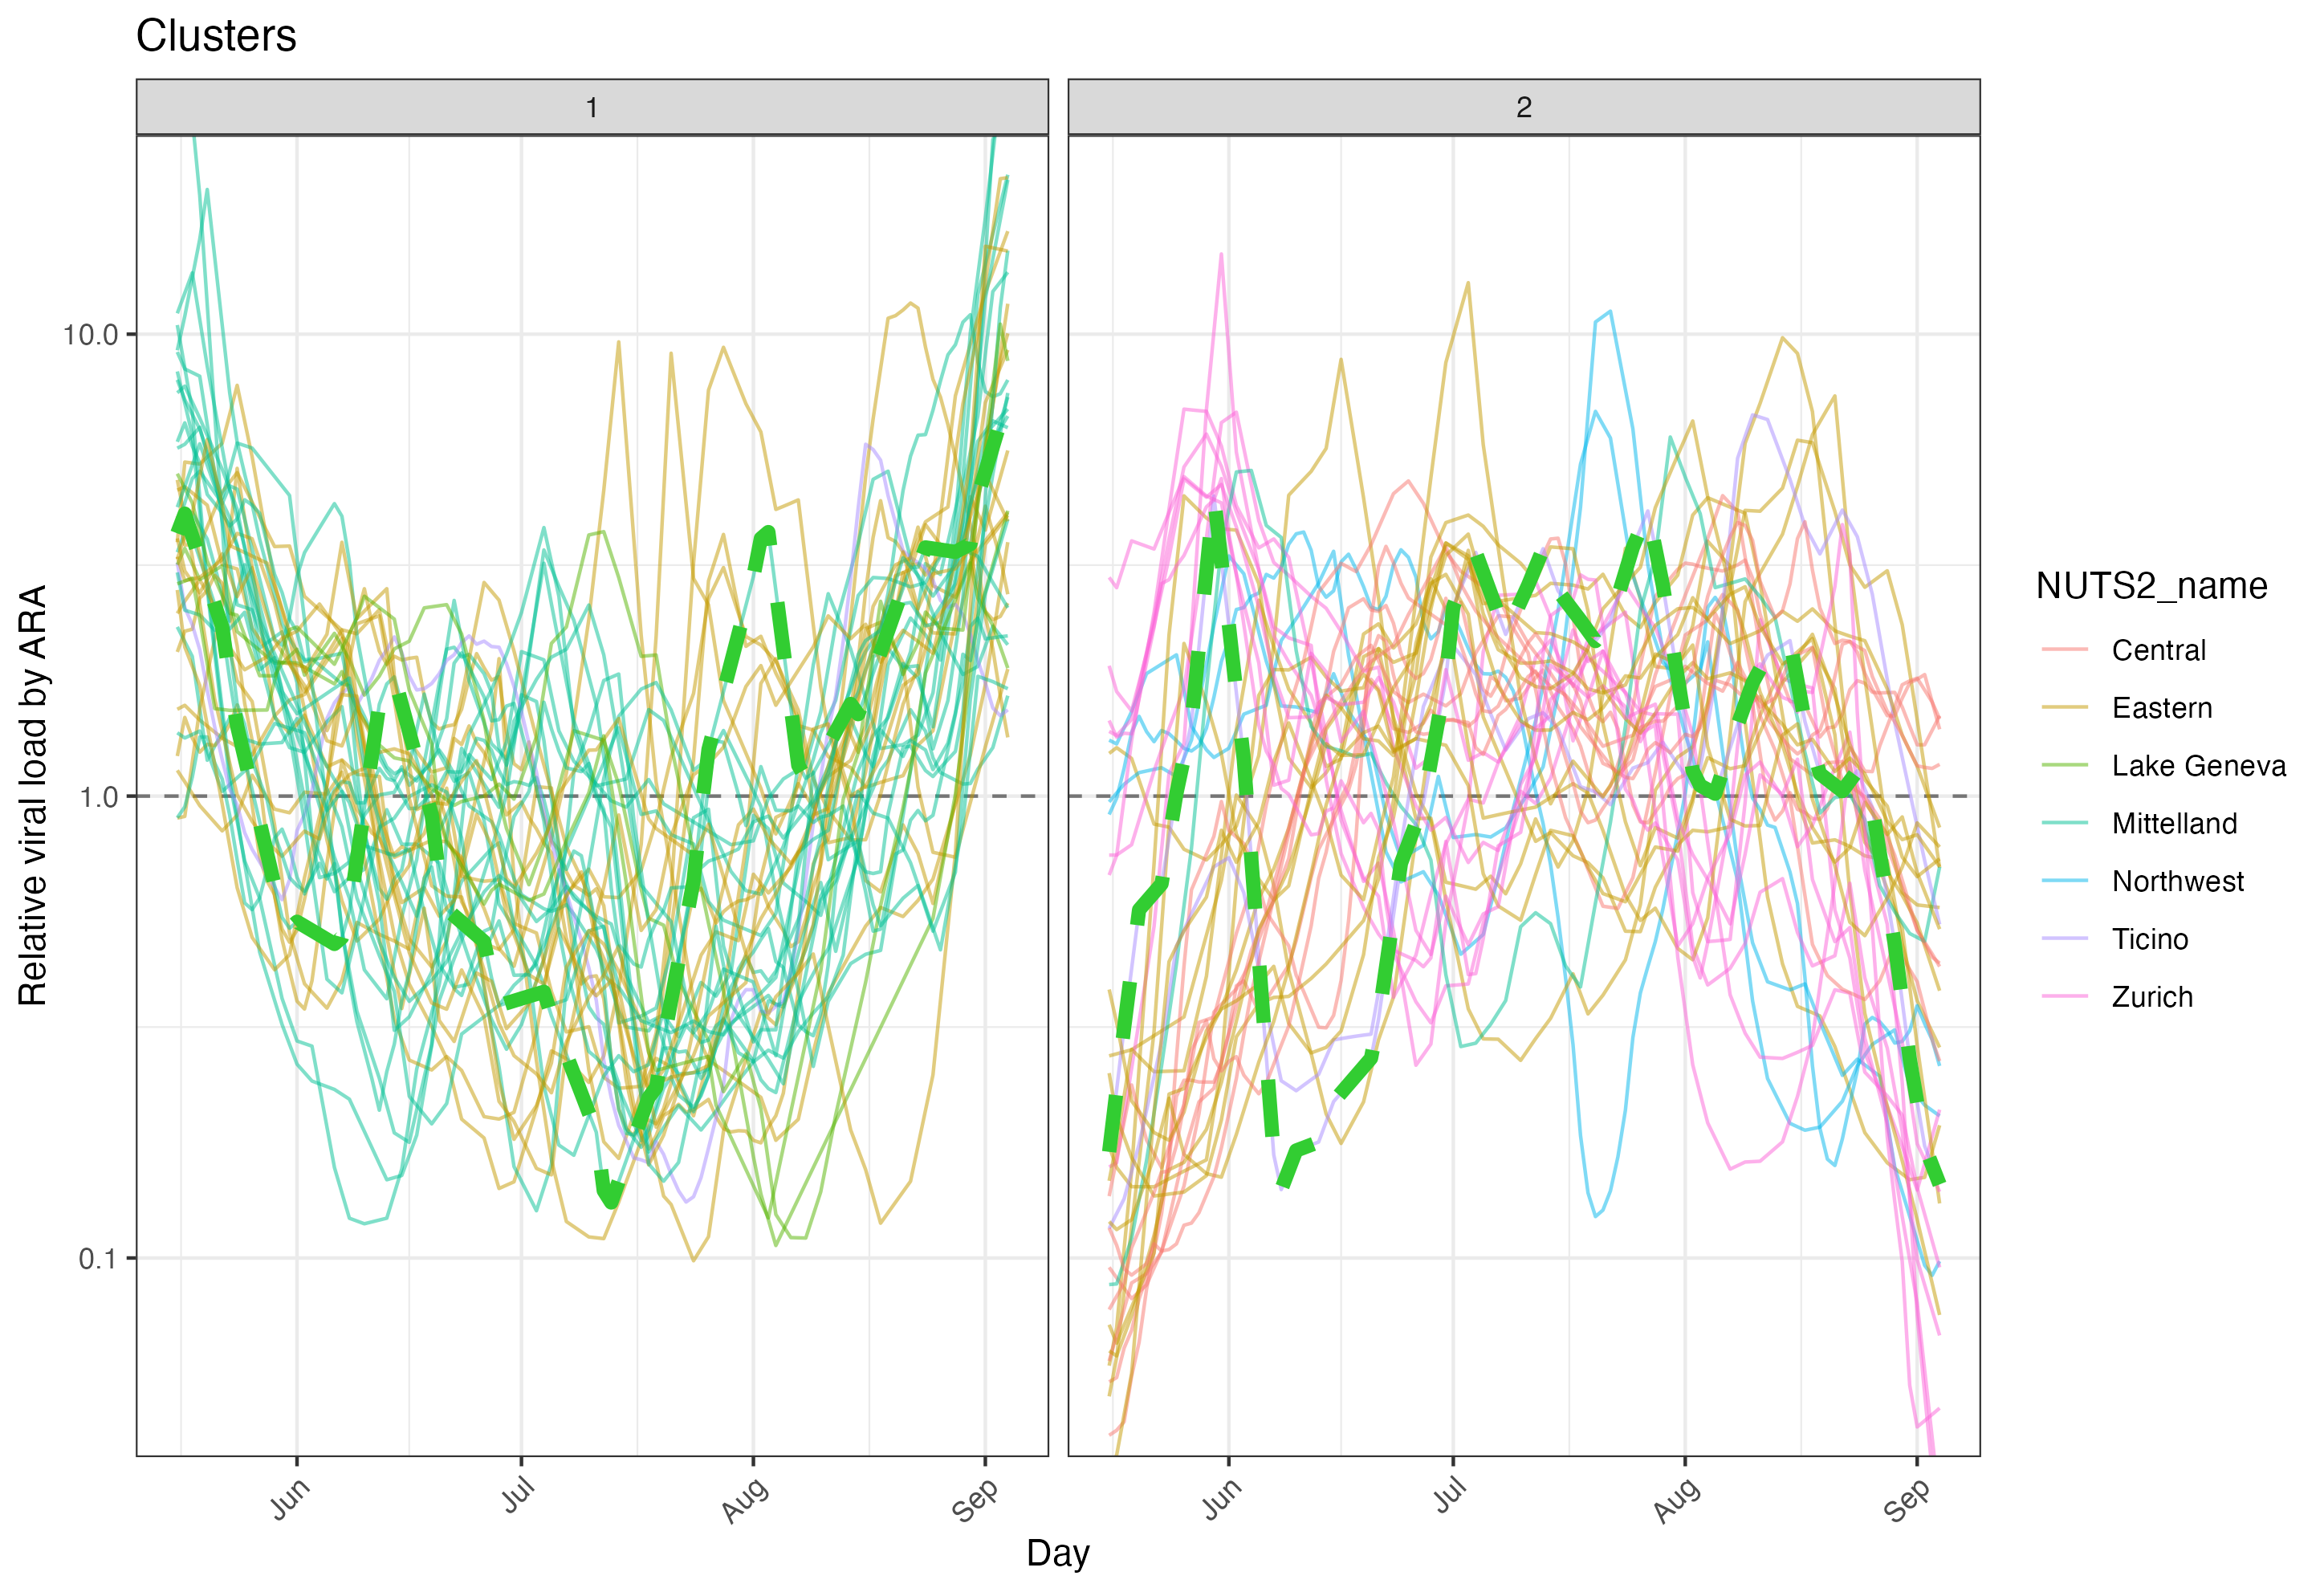 Clusters
1
2
10.0
1.0
0.1
Relative viral load by ARA
Jun
Jul
Aug
Sep
Jun
Jul
Aug
Sep
Day
NUTS2_name
Central
Eastern
Lake Geneva
Mittelland
Northwest
Ticino
Zurich